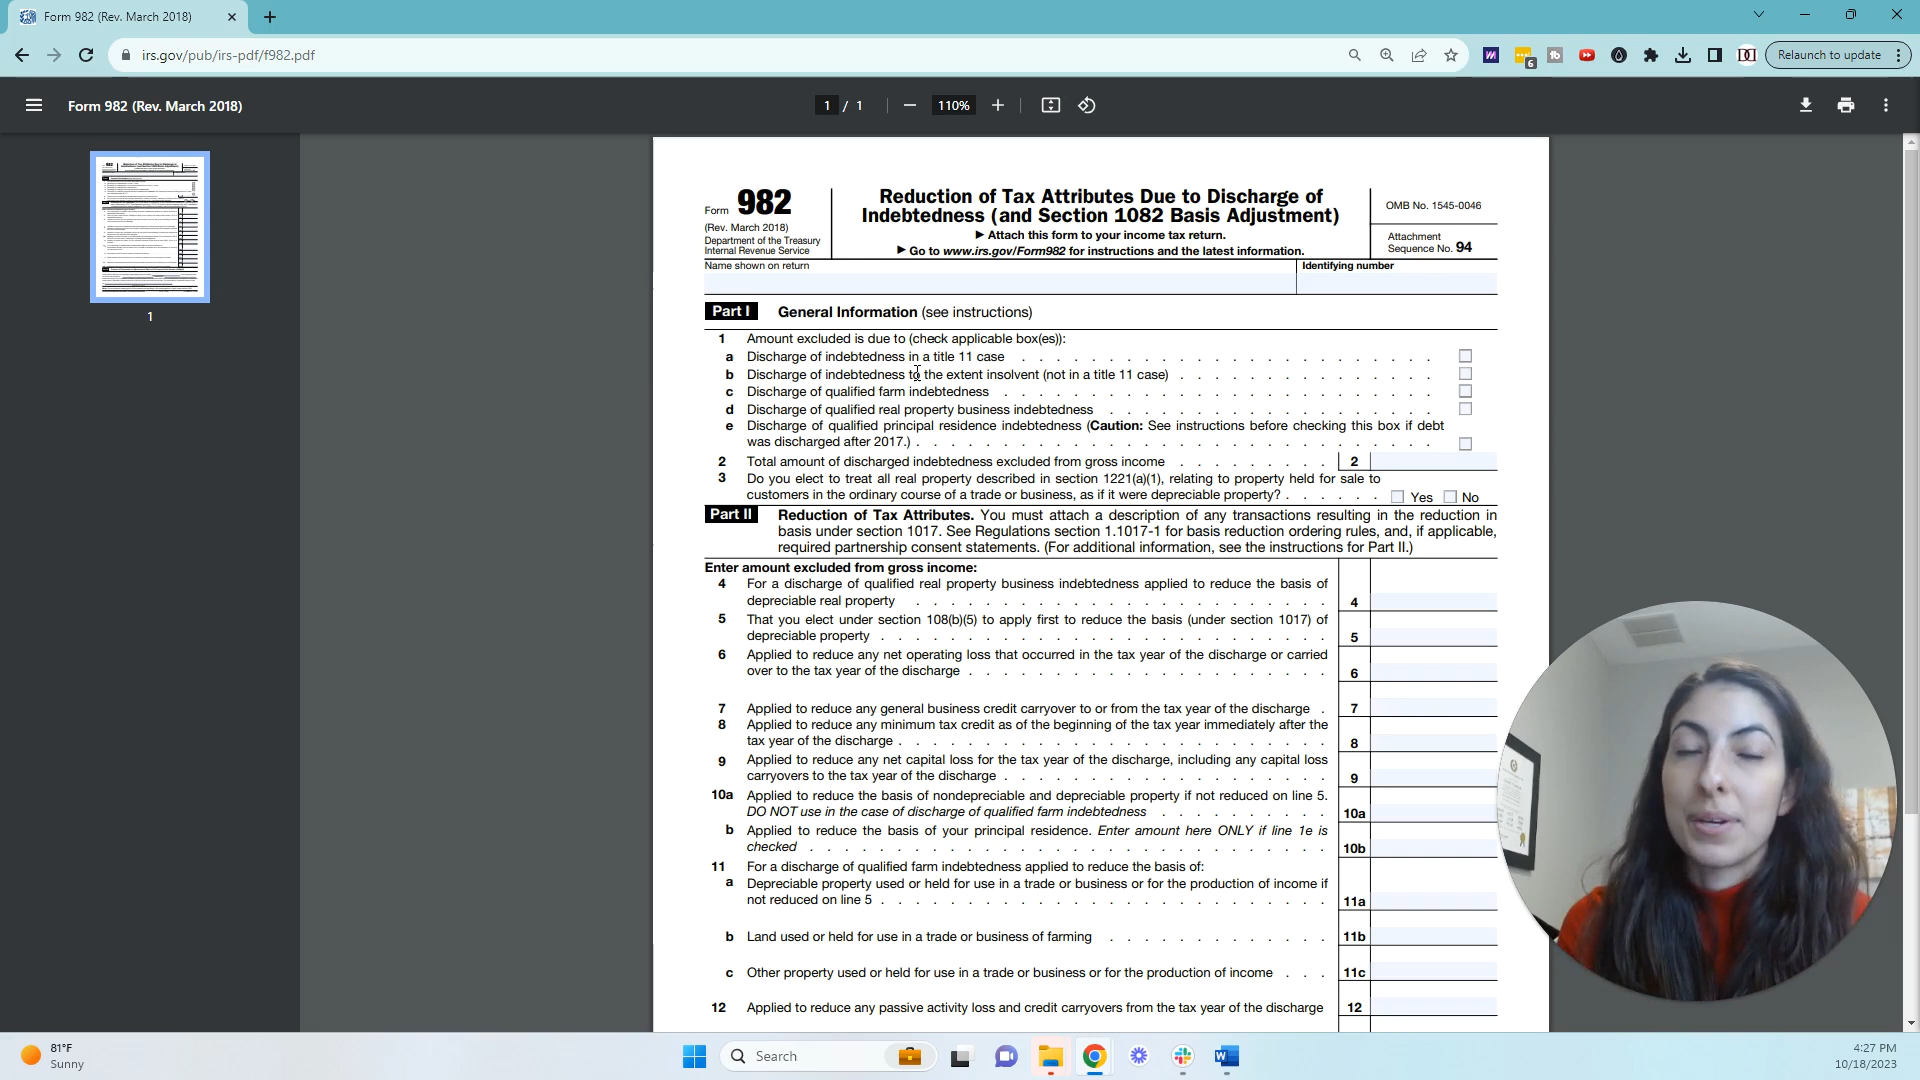 Form 982 (Rev. March 2018)
irs.gov/pub/irs-pdf/f982.pdf
6
Relaunch to update
Form 982 (Rev. March 2018)
1 / 1
110%
1
Form 982
(Rev. March 2018)
Department of the Treasury
Internal Revenue Service
Reduction of Tax Attributes Due to Discharge of
Indebtedness (and Section 1082 Basis Adjustment)
▶ Attach this form to your income tax return.
▶ Go to www.irs.gov/Form982 for instructions and the latest information.
OMB No. 1545-0046
Attachment
Sequence No. 94
Name shown on return
Identifying number
Part I General Information (see instructions)
1 Amount excluded is due to (check applicable box(es)):
a Discharge of indebtedness in a title 11 case
b Discharge of indebtedness to the extent insolvent (not in a title 11 case)
c Discharge of qualified farm indebtedness
d Discharge of qualified real property business indebtedness
e Discharge of qualified principal residence indebtedness (Caution: See instructions before checking this box if debt
was discharged after 2017.)
2 Total amount of discharged indebtedness excluded from gross income 2
3 Do you elect to treat all real property described in section 1221(a)(1), relating to property held for sale to
customers in the ordinary course of a trade or business, as if it were depreciable property? Yes No
Part II Reduction of Tax Attributes. You must attach a description of any transactions resulting in the reduction in
basis under section 1017. See Regulations section 1.1017-1 for basis reduction ordering rules, and, if applicable,
required partnership consent statements. (For additional information, see the instructions for Part II.)
Enter amount excluded from gross income:
4 For a discharge of qualified real property business indebtedness applied to reduce the basis of
depreciable real property 4
5 That you elect under section 108(b)(5) to apply first to reduce the basis (under section 1017) of
depreciable property 5
6 Applied to reduce any net operating loss that occurred in the tax year of the discharge or carried
over to the tax year of the discharge 6
7 Applied to reduce any general business credit carryover to or from the tax year of the discharge 7
8 Applied to reduce any minimum tax credit as of the beginning of the tax year immediately after the
tax year of the discharge 8
9 Applied to reduce any net capital loss for the tax year of the discharge, including any capital loss
carryovers to the tax year of the discharge 9
10a Applied to reduce the basis of nondepreciable and depreciable property if not reduced on line 5.
DO NOT use in the case of discharge of qualified farm indebtedness 10a
b Applied to reduce the basis of your principal residence. Enter amount here ONLY if line 1e is
checked 10b
11 For a discharge of qualified farm indebtedness applied to reduce the basis of:
a Depreciable property used or held for use in a trade or business or for the production of income if
not reduced on line 5 11a
b Land used or held for use in a trade or business of farming 11b
c Other property used or held for use in a trade or business or for the production of income 11c
12 Applied to reduce any passive activity loss and credit carryovers from the tax year of the discharge 12
81°F
Sunny
Search
4:27 PM
10/18/2023